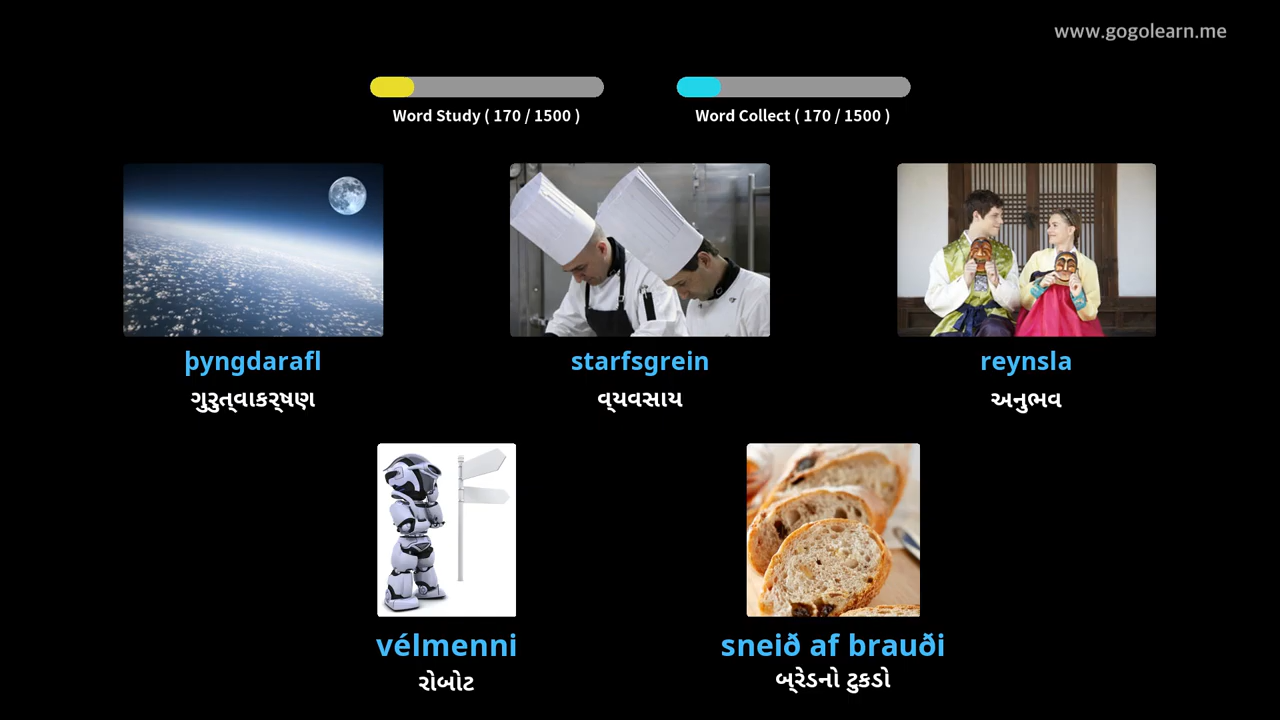 www.gogolearn.me
Word Study ( 170 / 1500 )
Word Collect ( 170 / 1500 )
þyngdarafl
ગુરુત્વાકર્ષણ
starfsgrein
વ્યવસાય
reynsla
અનુભવ
vélmenni
રોબોટ
sneið af brauði
બ્રેડનો ટુકડો